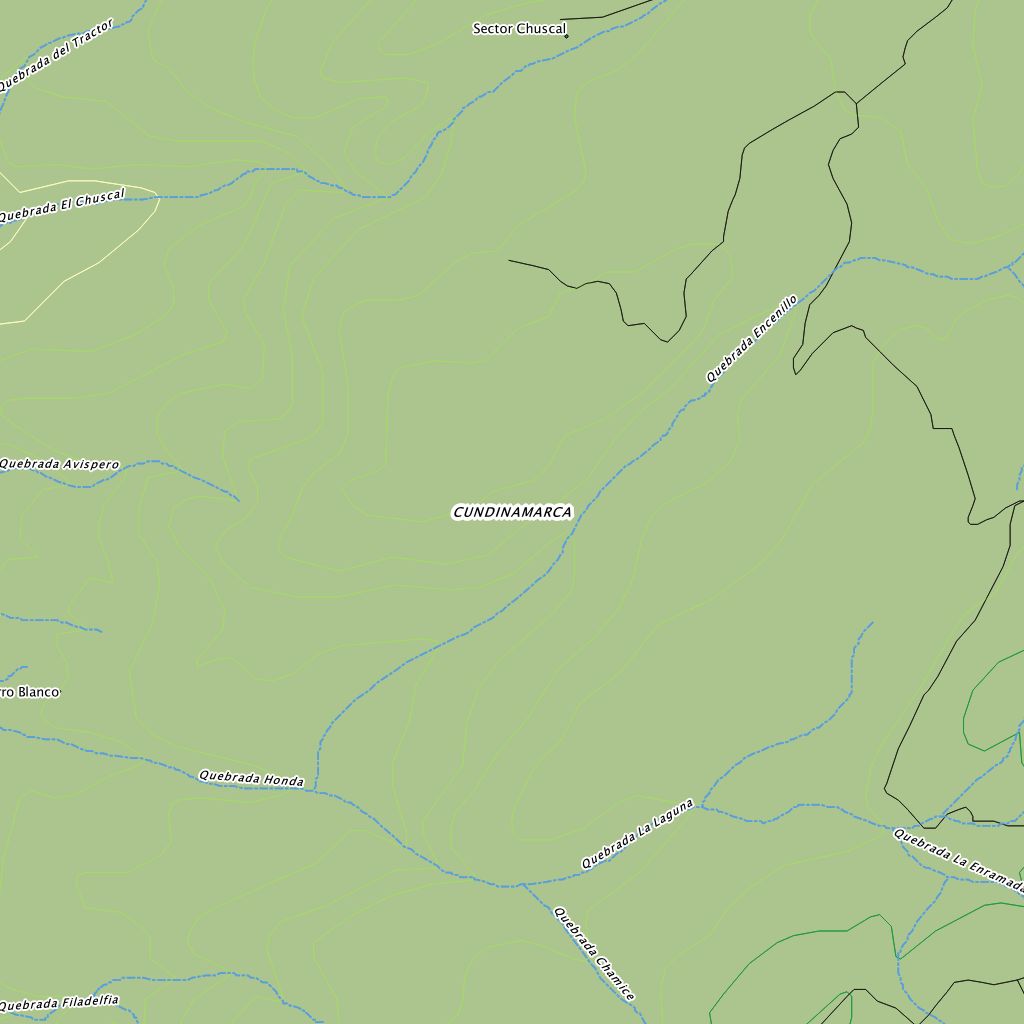 Sector Chuscal
Quebrada del Tractor
Quebrada El Chuscal
Quebrada Encenillo
Quebrada Avispero
CUNDINAMARCA
rro Blanco
Quebrada Honda
Quebrada La Laguna
Quebrada La Enramada
Quebrada Chamice
Quebrada Filadelfia